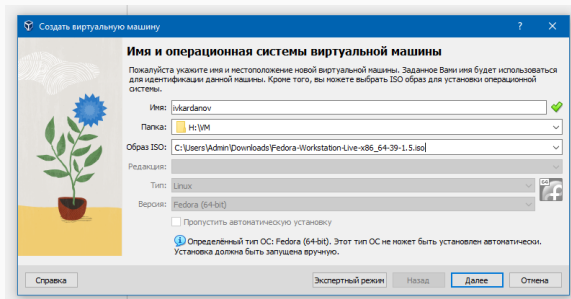 Создать виртуальную машину
Имя и операционная системы виртуальной машины
Пожалуйста укажите имя и местоположение новой виртуальной машины. Заданное Вами имя будет использоваться
для идентификации данной машины. Кроме того, вы можете выбрать ISO образ для установки операционной
системы.
Имя: ivkardanov
Папка: H:\VM
Образ ISO: C:\Users\Admin\Downloads\Fedora-Workstation-Live-x86_64-39-1.5.iso
Редакция:
Тип: Linux
64
Версия: Fedora (64-bit)
Пропустить автоматическую установку
Определённый тип ОС: Fedora (64-bit). Этот тип ОС не может быть установлен автоматически.
Установка должна быть запущена вручную.
Справка Экспертный режим Назад Далее Отмена